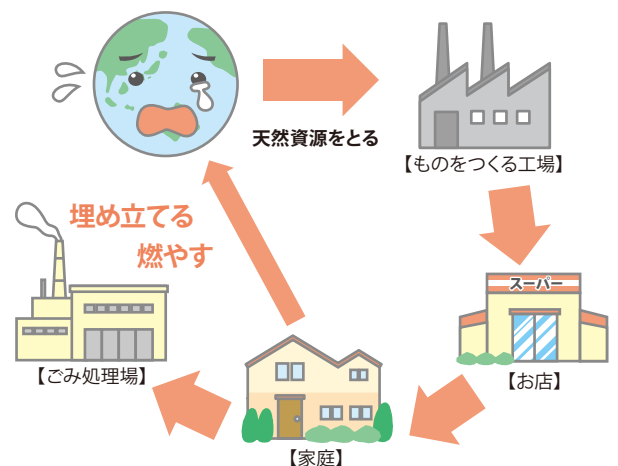 天然資源をとる
【ものをつくる工場】
埋め立てる
燃やす
スーパー
【ごみ処理場】
【お店】
【家庭】